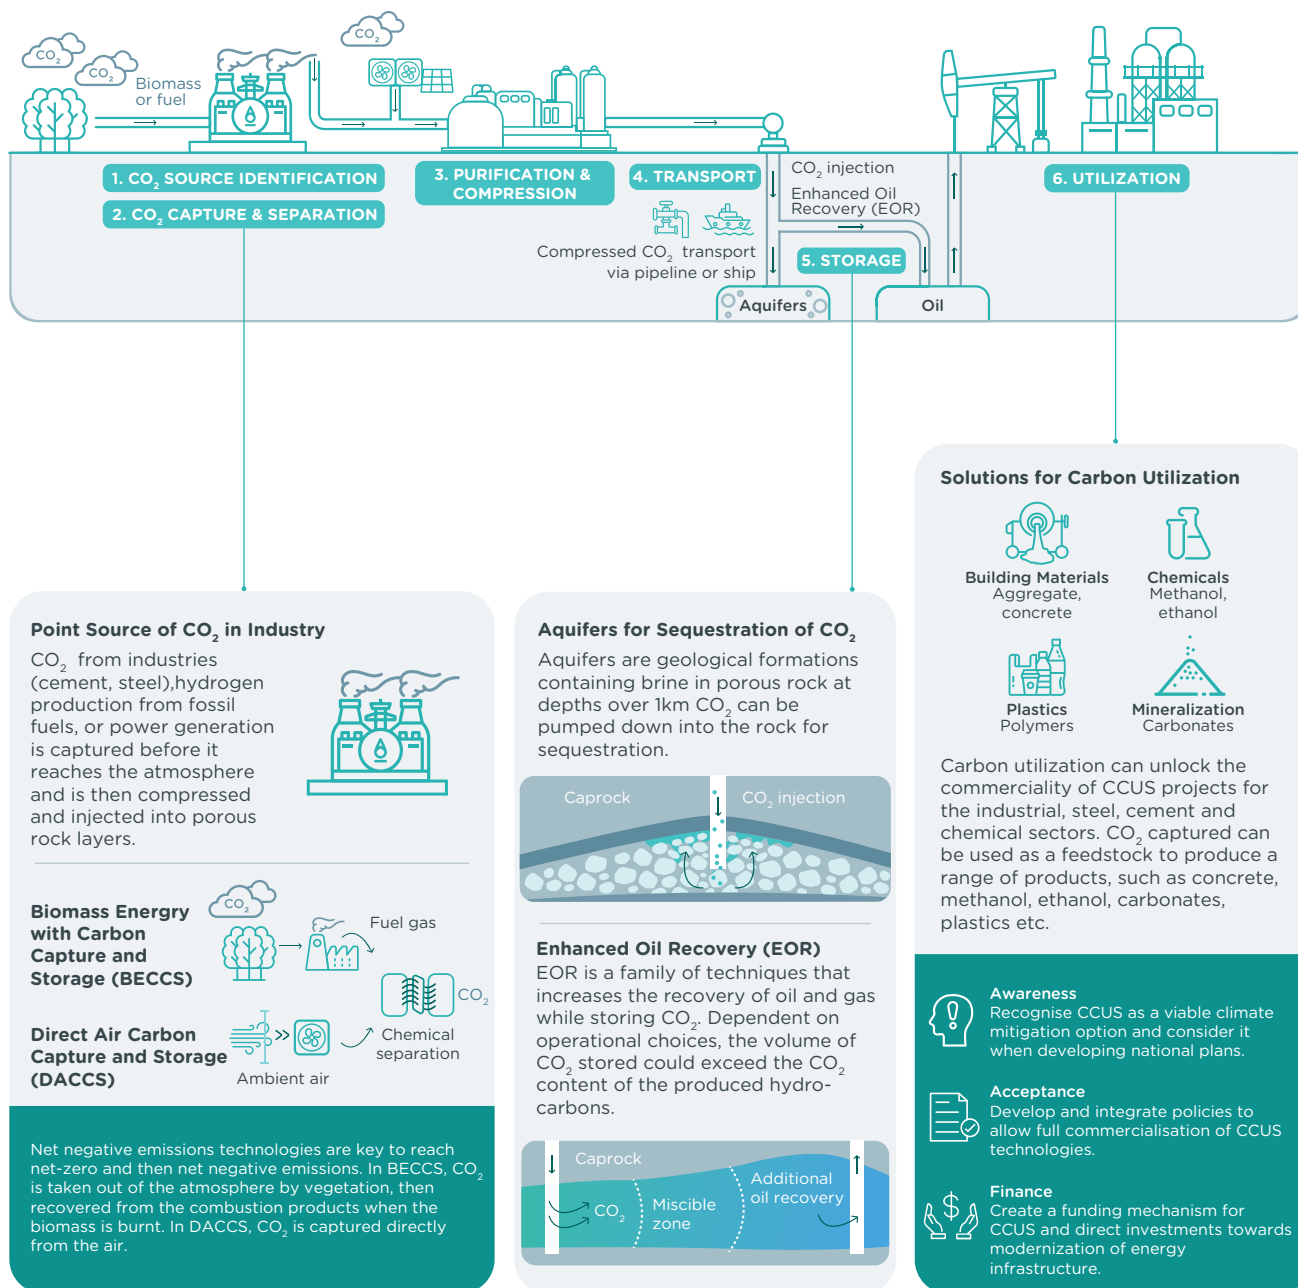 CO₂
CO₂
CO₂
Biomass
or fuel
1. CO₂ SOURCE IDENTIFICATION
2. CO₂ CAPTURE & SEPARATION
3. PURIFICATION &
COMPRESSION
4. TRANSPORT
CO₂ injection
Enhanced Oil
Recovery (EOR)
Compressed CO₂ transport
via pipeline or ship
5. STORAGE
Aquifers
Oil
6. UTILIZATION
Point Source of CO₂ in Industry
CO₂ from industries
(cement, steel),hydrogen
production from fossil
fuels, or power generation
is captured before it
reaches the atmosphere
and is then compressed
and injected into porous
rock layers.
Biomass Energry
with Carbon
Capture and
Storage (BECCS)
CO₂
Fuel gas
CO₂
Chemical
separation
Direct Air Carbon
Capture and Storage
(DACCS)
Ambient air
Net negative emissions technologies are key to reach
net-zero and then net negative emissions. In BECCS, CO₂
is taken out of the atmosphere by vegetation, then
recovered from the combustion products when the
biomass is burnt. In DACCS, CO₂ is captured directly
from the air.
Aquifers for Sequestration of CO₂
Aquifers are geological formations
containing brine in porous rock at
depths over 1km CO₂ can be
pumped down into the rock for
sequestration.
Caprock
CO₂ injection
Enhanced Oil Recovery (EOR)
EOR is a family of techniques that
increases the recovery of oil and gas
while storing CO₂. Dependent on
operational choices, the volume of
CO₂ stored could exceed the CO₂
content of the produced hydro-
carbons.
Caprock
CO₂
Miscible
zone
Additional
oil recovery
Solutions for Carbon Utilization
Building Materials
Aggregate,
concrete
Chemicals
Methanol,
ethanol
Plastics
Polymers
Mineralization
Carbonates
Carbon utilization can unlock the
commerciality of CCUS projects for
the industrial, steel, cement and
chemical sectors. CO₂ captured can
be used as a feedstock to produce a
range of products, such as concrete,
methanol, ethanol, carbonates,
plastics etc.
Awareness
Recognise CCUS as a viable climate
mitigation option and consider it
when developing national plans.
Acceptance
Develop and integrate policies to
allow full commercialisation of CCUS
technologies.
Finance
Create a funding mechanism for
CCUS and direct investments towards
modernization of energy
infrastructure.